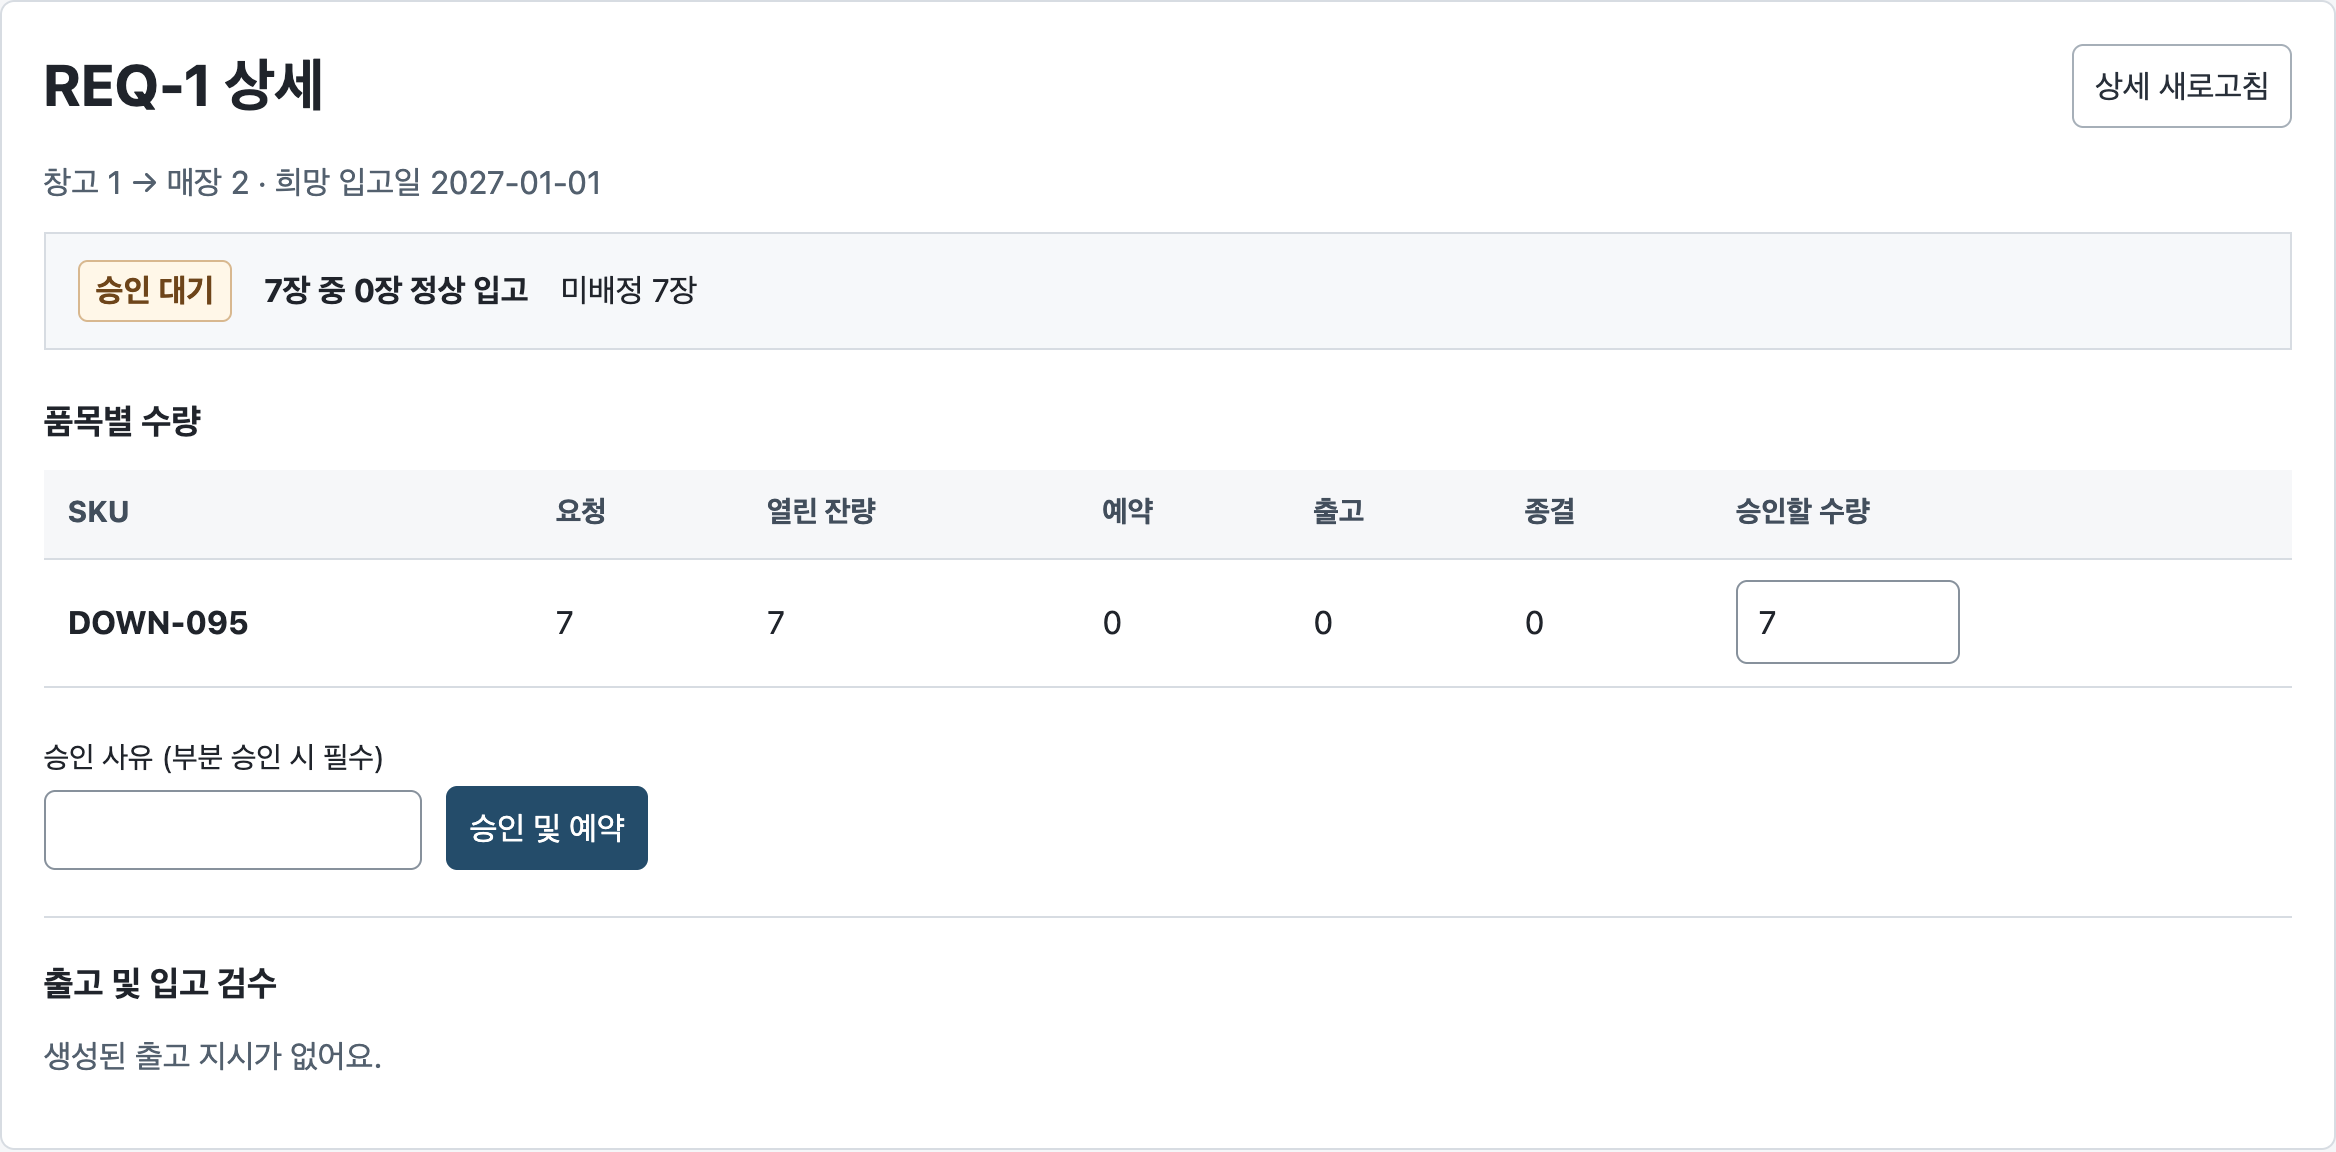 REQ-1 상세
상세 새로고침
창고 1 → 매장 2 · 희망 입고일 2027-01-01
승인 대기 7장 중 0장 정상 입고 미배정 7장
품목별 수량
SKU 요청 열린 잔량 예약 출고 종결 승인할 수량
DOWN-095 7 7 0 0 0 7
승인 사유 (부분 승인 시 필수)
승인 및 예약
출고 및 입고 검수
생성된 출고 지시가 없어요.